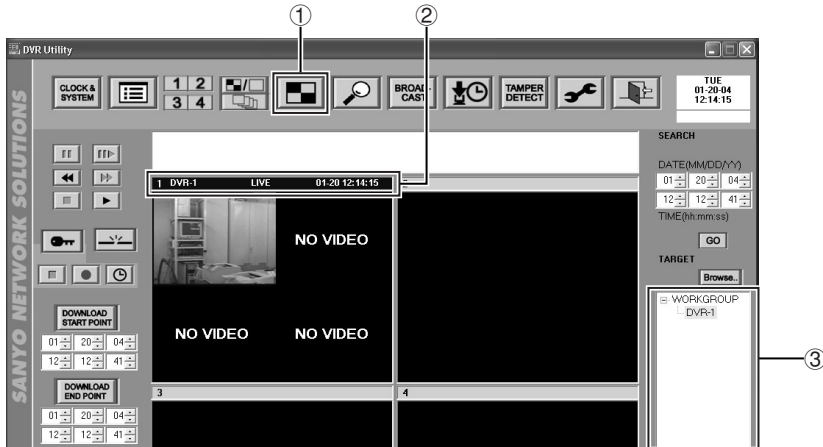 ① ②
DVR Utility
CLOCK & SYSTEM
1 2
3 4
BROAD-CAST
TAMPER DETECT
TUE
01-20-04
12:14:15
SANYO NETWORK SOLUTIONS
SEARCH
DATE(MM/DD/YY)
01 20 04
12 12 41
TIME(hh:mm:ss)
GO
TARGET
Browse..
WORKGROUP
DVR-1
③
1 DVR-1 LIVE 01-20 12:14:15
NO VIDEO
NO VIDEO NO VIDEO
3 4
DOWNLOAD
START POINT
01 20 04
12 12 41
DOWNLOAD
END POINT
01 20 04
12 12 41